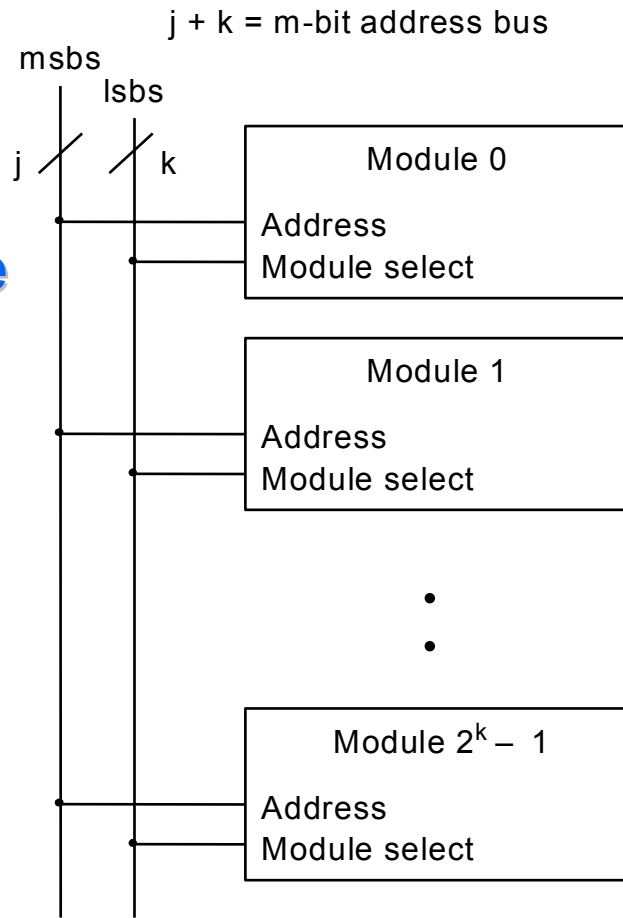 j + k = m-bit address bus
msbs
lsbs
j
k
Module 0
Address
Module select
e
Module 1
Address
Module select
Module 2ᵏ – 1
Address
Module select